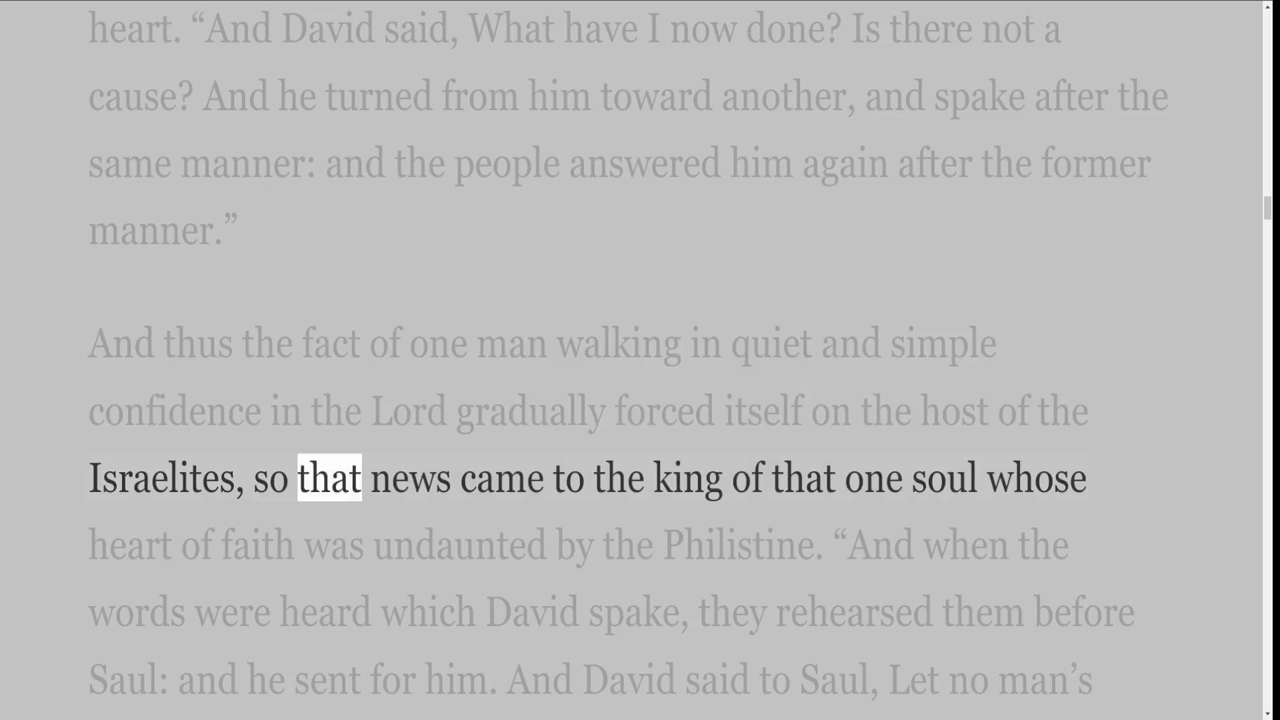 heart. “And David said, What have I now done? Is there not a
cause? And he turned from him toward another, and spake after the
same manner: and the people answered him again after the former
manner.”
And thus the fact of one man walking in quiet and simple
confidence in the Lord gradually forced itself on the host of the
Israelites, so that news came to the king of that one soul whose
heart of faith was undaunted by the Philistine. “And when the
words were heard which David spake, they rehearsed them before
Saul: and he sent for him. And David said to Saul, Let no man’s